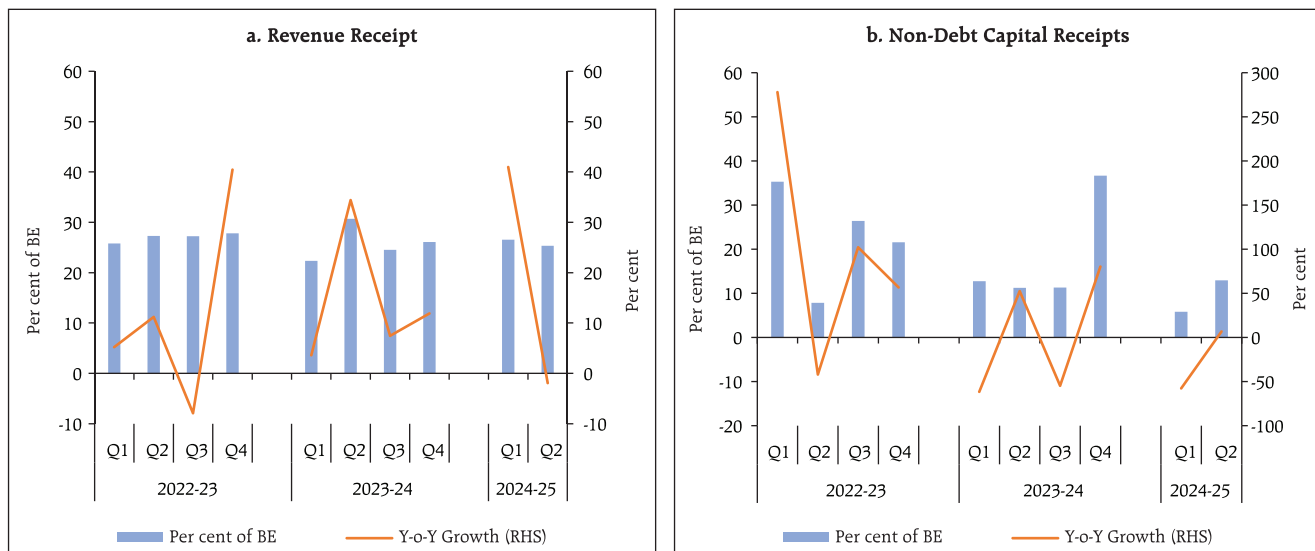 a. Revenue Receipt
60
50
40
30
20
10
0
-10
Per cent of BE
60
50
40
30
20
10
0
-10
Per cent
Q1 Q2 Q3 Q4 Q1 Q2 Q3 Q4 Q1 Q2
2022-23 2023-24 2024-25
Per cent of BE Y-o-Y Growth (RHS)
b. Non-Debt Capital Receipts
60
50
40
30
20
10
0
-10
-20
Per cent of BE
300
250
200
150
100
50
0
-50
-100
Per cent
Q1 Q2 Q3 Q4 Q1 Q2 Q3 Q4 Q1 Q2
2022-23 2023-24 2024-25
Per cent of BE Y-o-Y Growth (RHS)